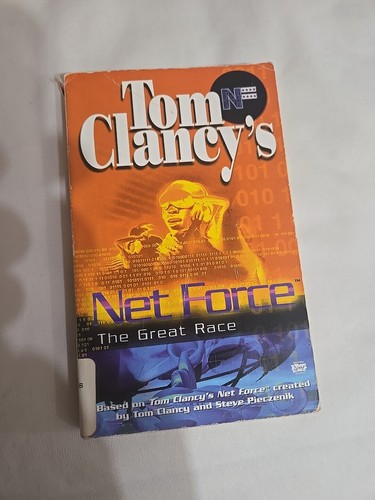 Tom
NF
Clancy's
Net Force™
The Great Race
Based on Tom Clancy's Net Force® created
by Tom Clancy and Steve Pieczenik